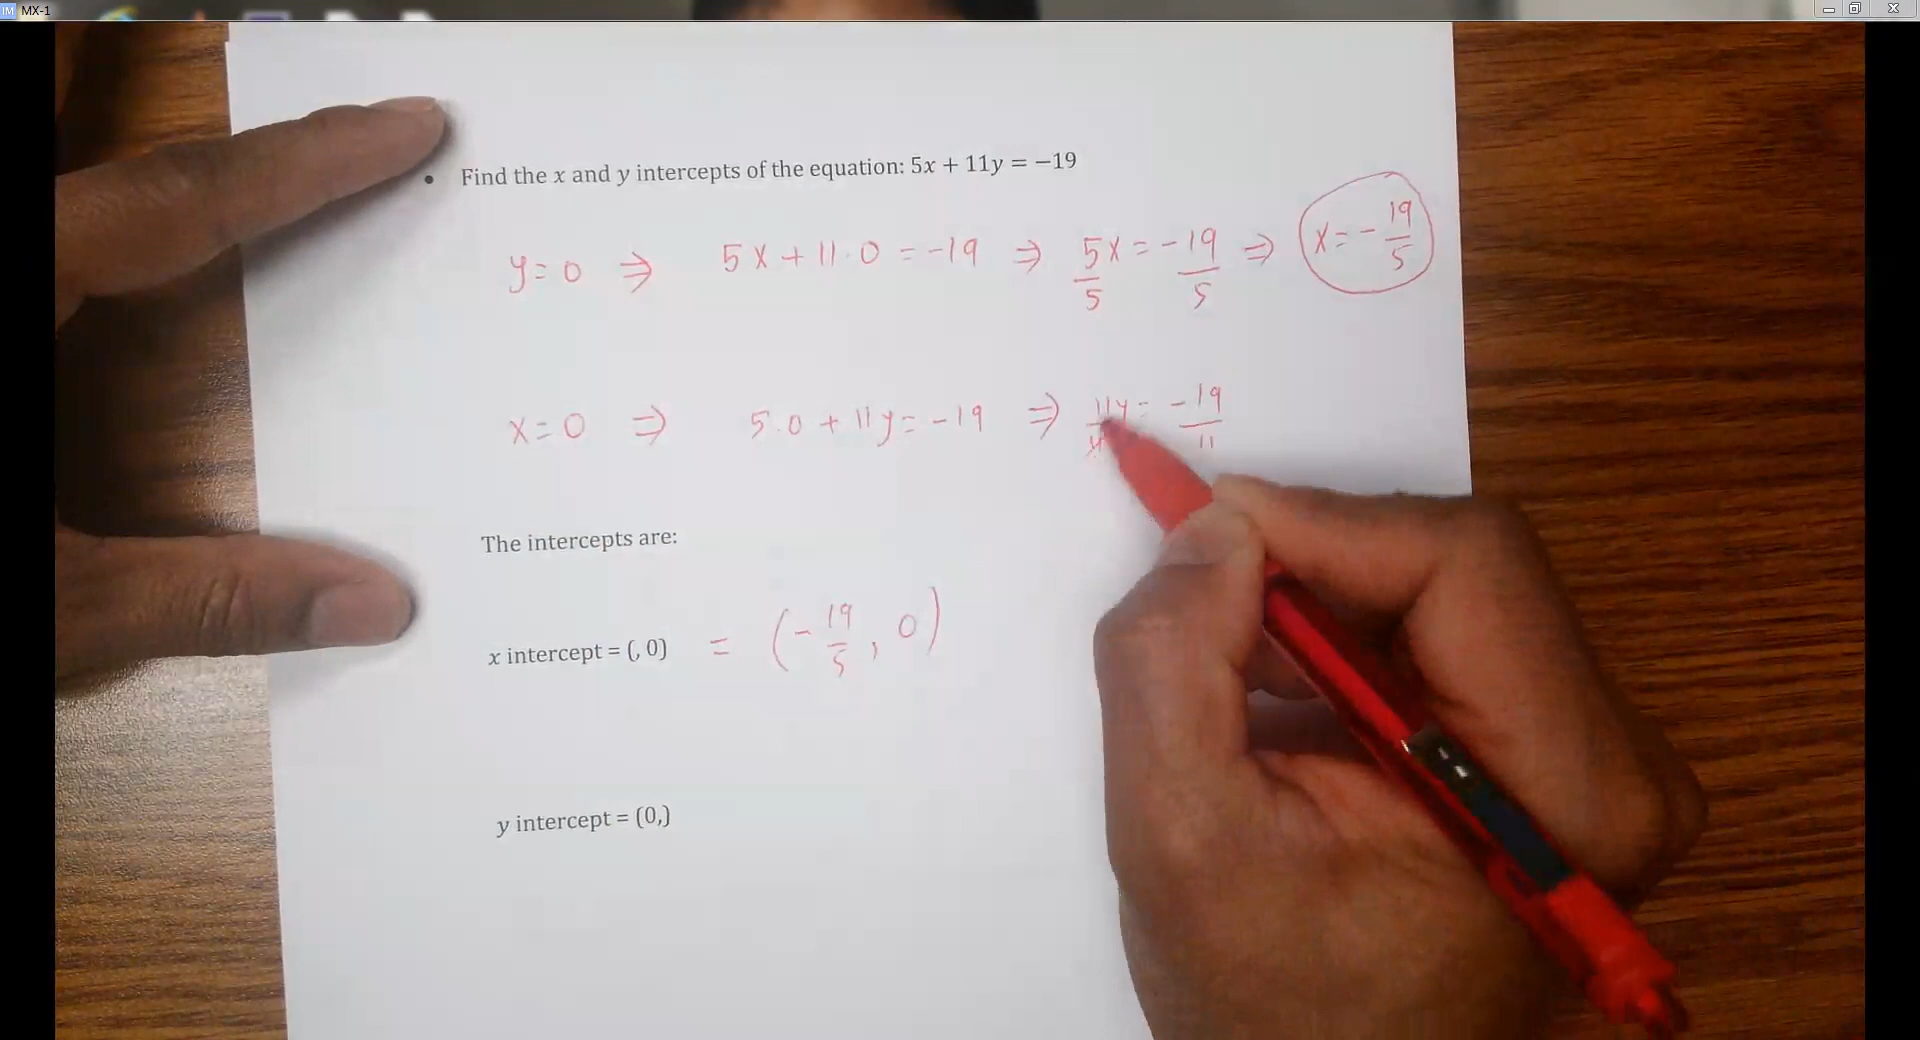 MX-1
• Find the x and y intercepts of the equation: 5x + 11y = −19
y = 0 ⇒ 5x + 11·0 = -19 ⇒ 5x/5 = -19/5 ⇒ x = -19/5
x = 0 ⇒ 5.0 + 11y = -19 ⇒ 11y/11 = -19/11
The intercepts are:
x intercept = (, 0) = (-19/5, 0)
y intercept = (0,)